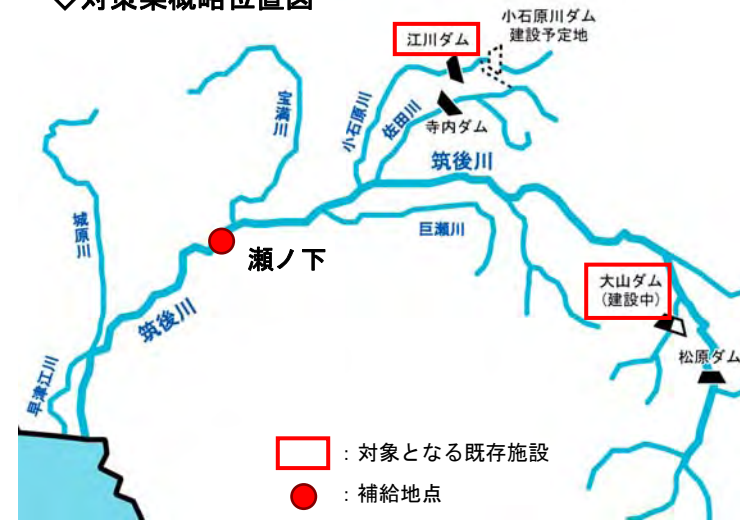 ◇対策案概略位置図
江川ダム
小石原川ダム
建設予定地
宝満川
小石原川
佐田川
寺内ダム
筑後川
城原川
巨瀬川
瀬ノ下
大山ダム
(建設中)
筑後川
松原ダム
早津江川
：対象となる既存施設
：補給地点